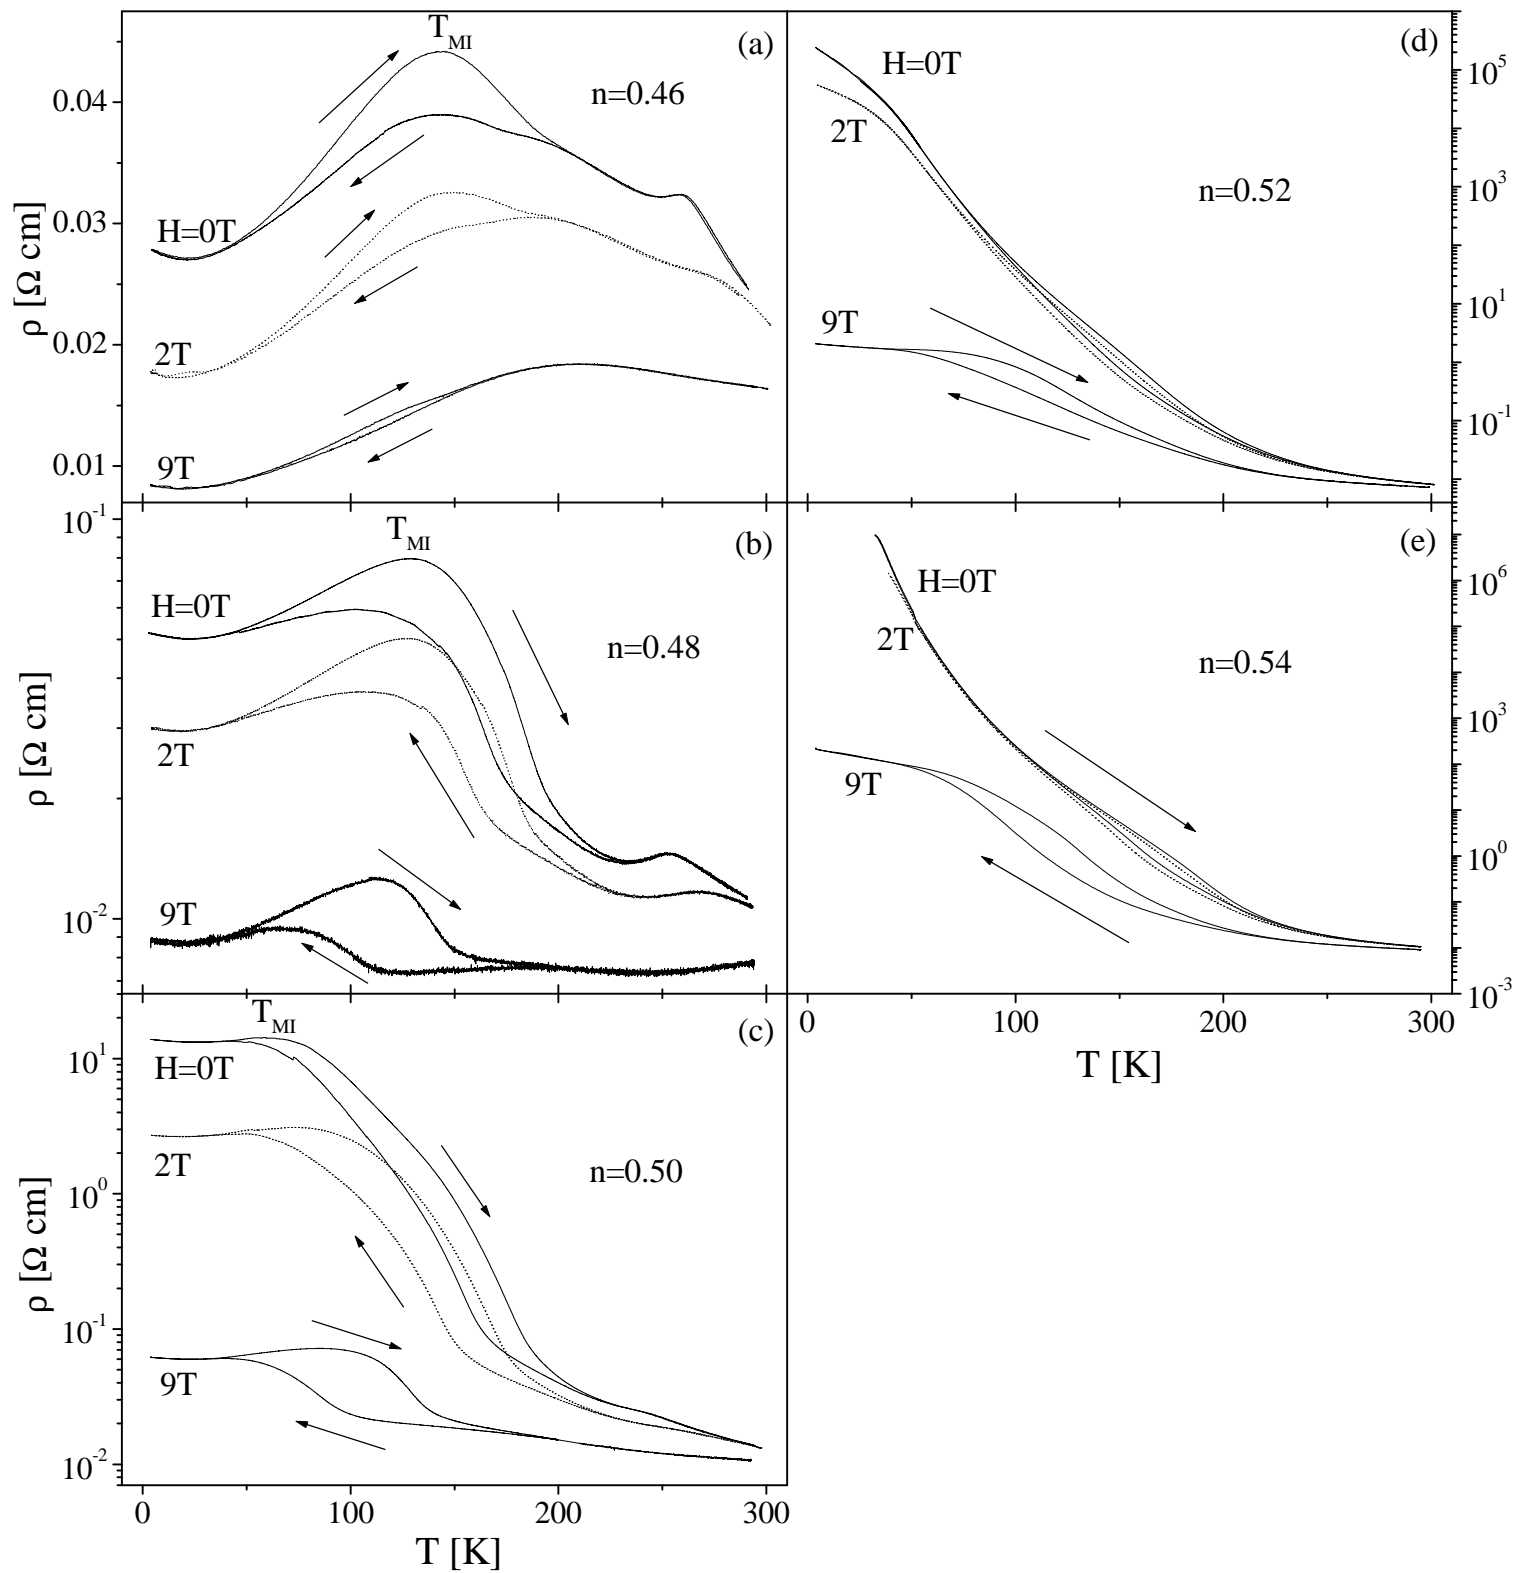 T_MI
(a)
n=0.46
0.04
0.03
0.02
0.01
ρ [Ω cm]
H=0T
2T
9T
(d)
H=0T
2T
n=0.52
9T
10^5
10^3
10^1
10^-1
T_MI
(b)
n=0.48
10^-1
10^-2
ρ [Ω cm]
H=0T
2T
9T
(e)
H=0T
2T
n=0.54
9T
10^6
10^3
10^0
10^-3
0 100 200 300
T [K]
T_MI
(c)
n=0.50
10^1
10^0
10^-1
10^-2
ρ [Ω cm]
H=0T
2T
9T
0 100 200 300
T [K]